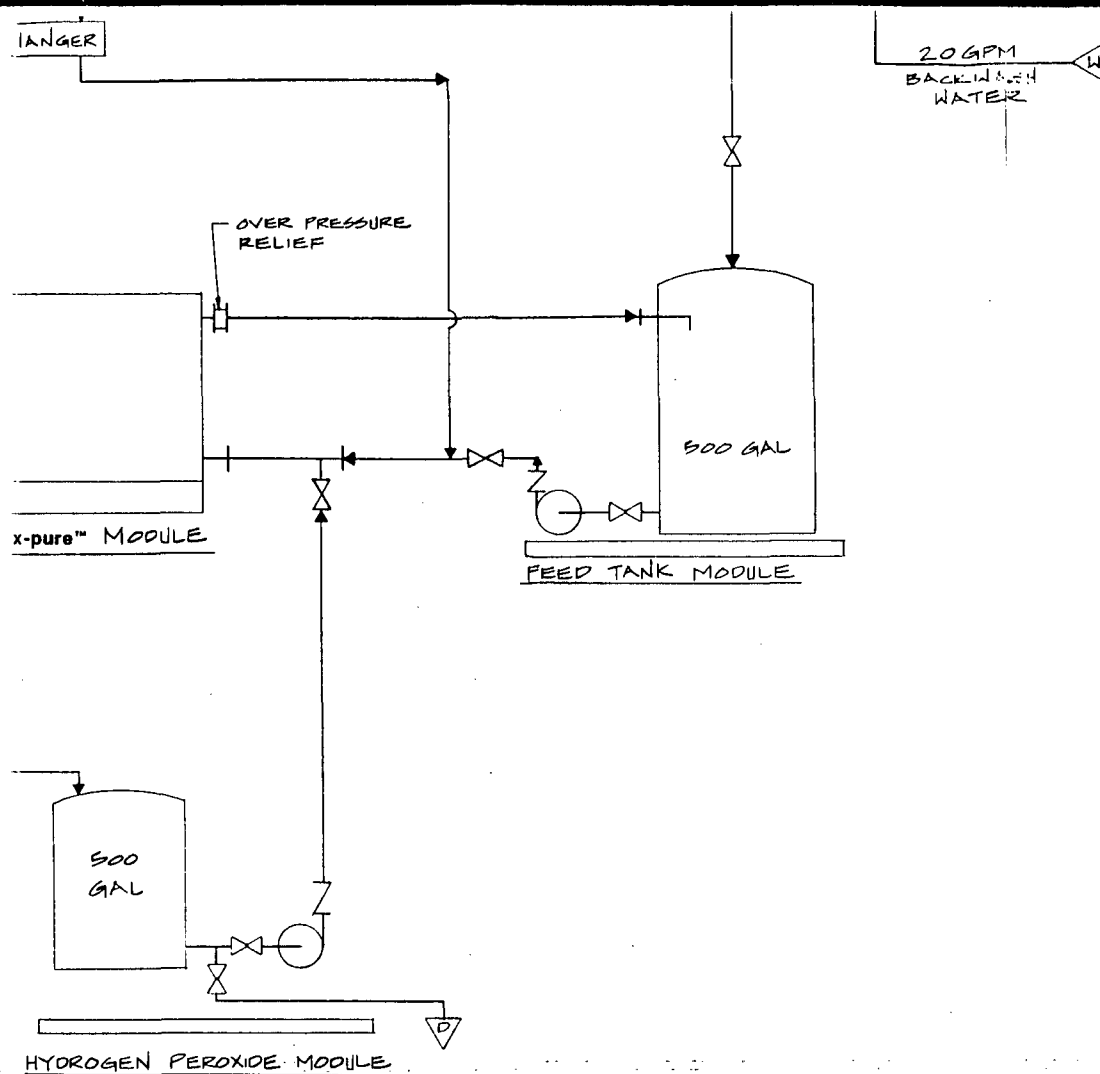 IANGER
20 GPM
BACKWASH
WATER
W
OVER PRESSURE
RELIEF
500 GAL
x-pure™ MODULE
FEED TANK MODULE
500
GAL
D
HYDROGEN PEROXIDE MODULE